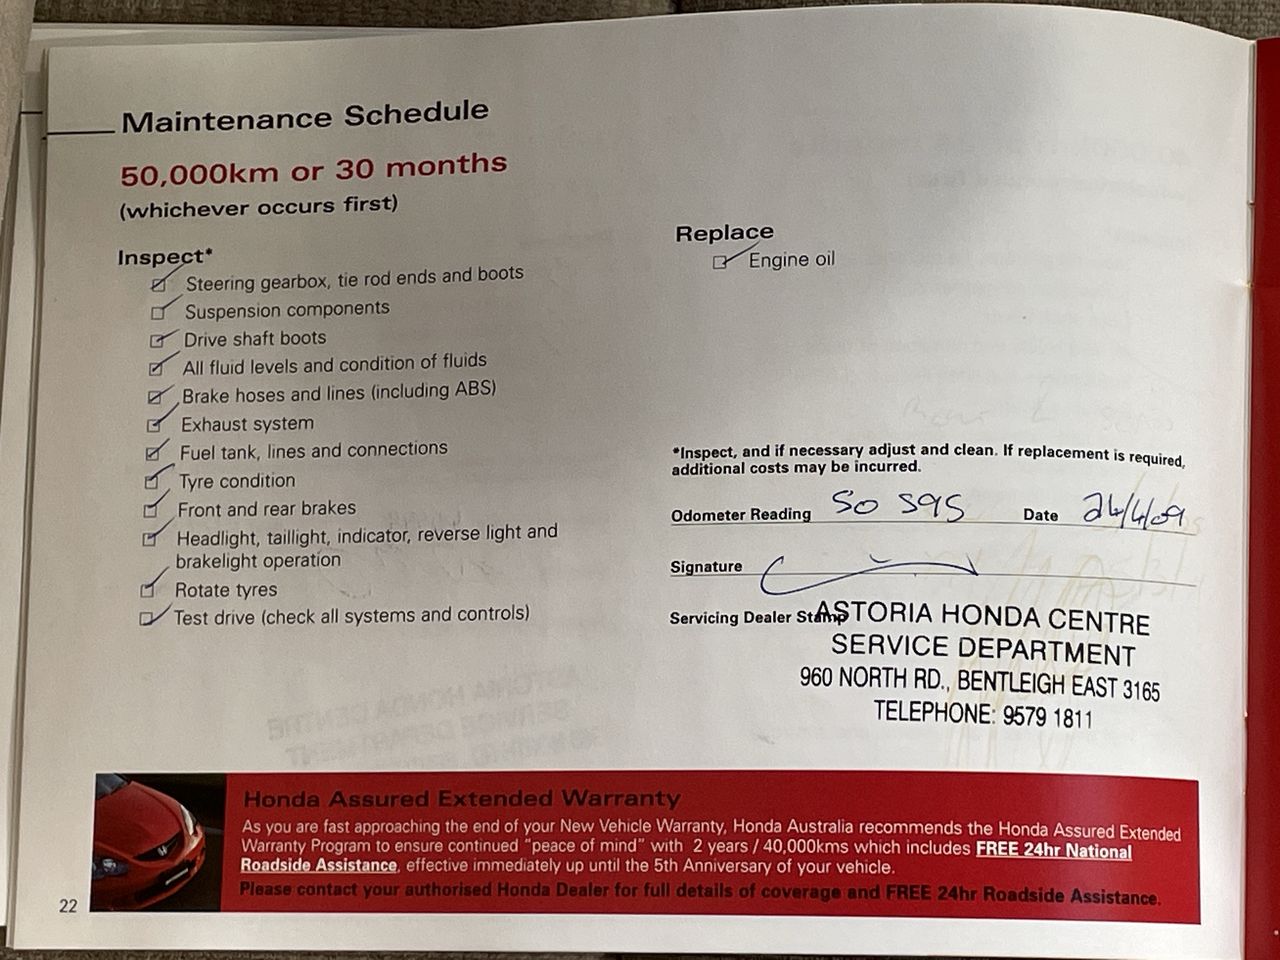 Maintenance Schedule
50,000km or 30 months
(whichever occurs first)
Inspect*
Steering gearbox, tie rod ends and boots
Suspension components
Drive shaft boots
All fluid levels and condition of fluids
Brake hoses and lines (including ABS)
Exhaust system
Fuel tank, lines and connections
Tyre condition
Front and rear brakes
Headlight, taillight, indicator, reverse light and
brakelight operation
Rotate tyres
Test drive (check all systems and controls)
Replace
Engine oil
*Inspect, and if necessary adjust and clean. If replacement is required,
additional costs may be incurred.
Odometer Reading 50 595 Date 24/4/09
Signature
Servicing Dealer Stamp
ASTORIA HONDA CENTRE
SERVICE DEPARTMENT
960 NORTH RD., BENTLEIGH EAST 3165
TELEPHONE: 9579 1811
Honda Assured Extended Warranty
As you are fast approaching the end of your New Vehicle Warranty, Honda Australia recommends the Honda Assured Extended
Warranty Program to ensure continued "peace of mind" with 2 years / 40,000kms which includes FREE 24hr National
Roadside Assistance, effective immediately up until the 5th Anniversary of your vehicle.
Please contact your authorised Honda Dealer for full details of coverage and FREE 24hr Roadside Assistance.
22